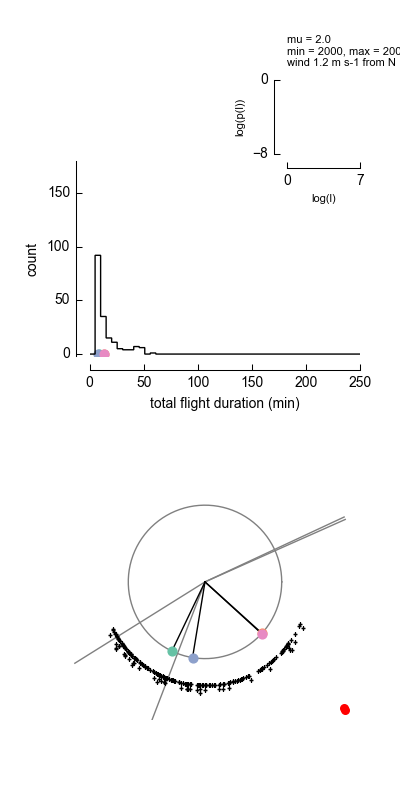 mu = 2.0
min = 2000, max = 200
wind 1.2 m s-1 from N
0
log(p(l))
−8
0
7
log(l)
150
100
50
0
count
0
50
100
150
200
250
total flight duration (min)